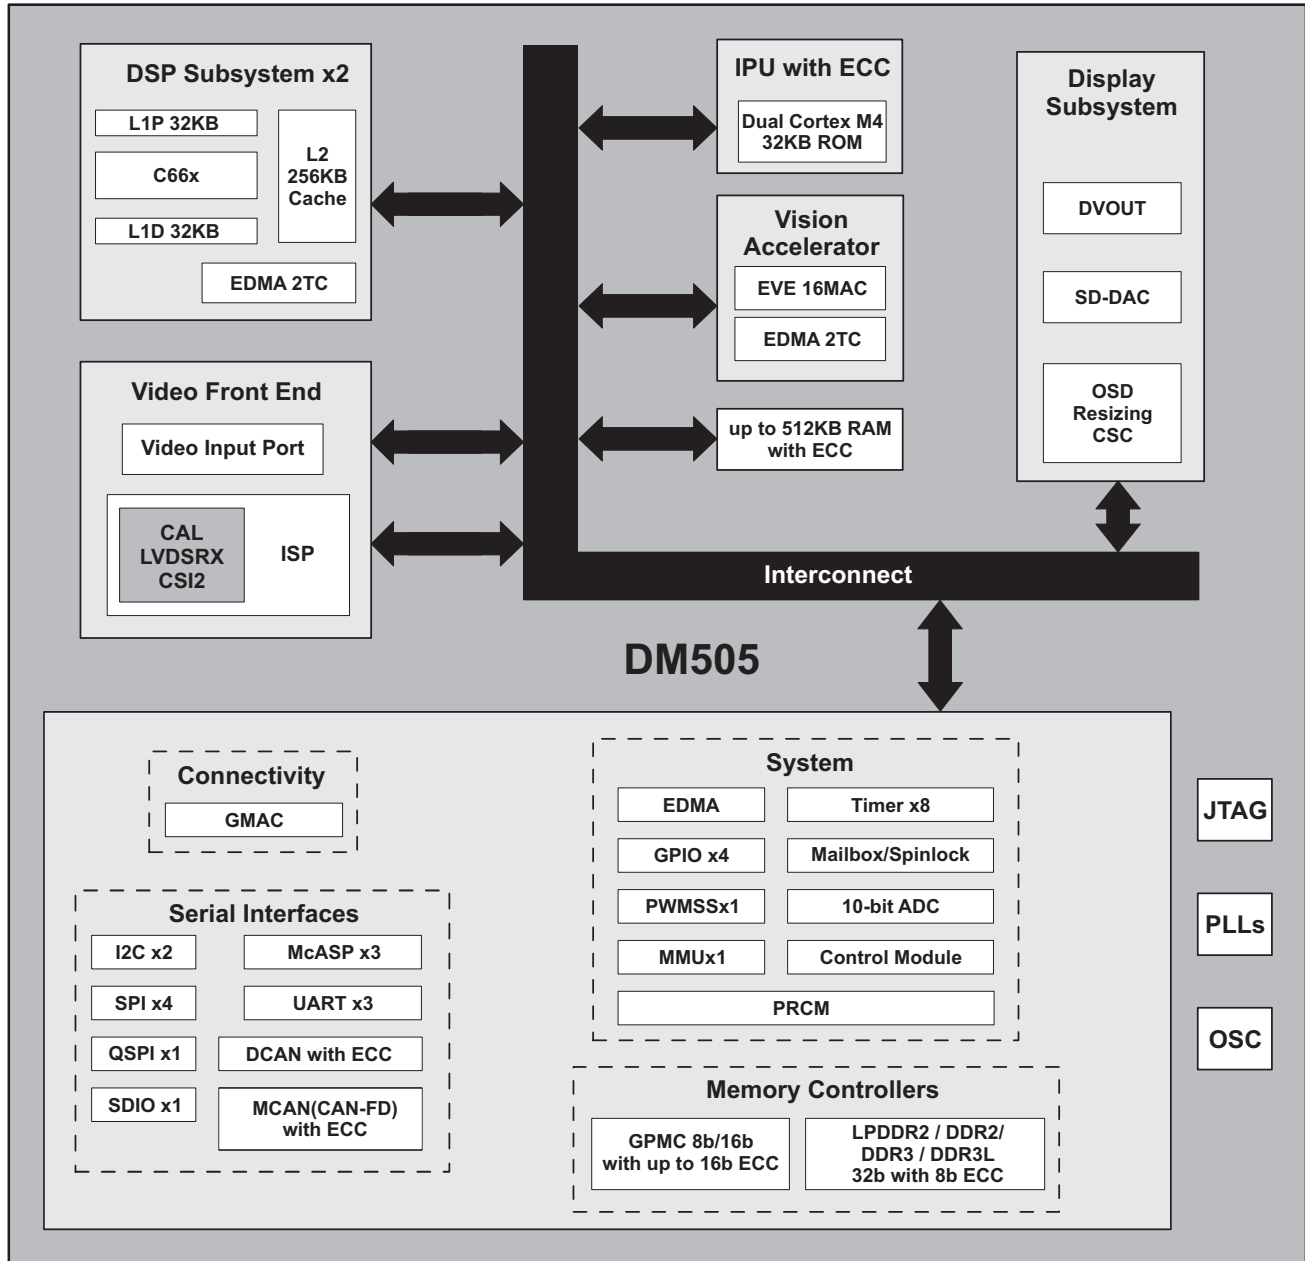 DSP Subsystem x2
L1P 32KB
C66x
L1D 32KB
L2
256KB
Cache
EDMA 2TC
Video Front End
Video Input Port
CAL
LVDSRX
CSI2
ISP
IPU with ECC
Dual Cortex M4
32KB ROM
Vision
Accelerator
EVE 16MAC
EDMA 2TC
up to 512KB RAM
with ECC
Display
Subsystem
DVOUT
SD-DAC
OSD
Resizing
CSC
Interconnect
DM505
Connectivity
GMAC
Serial Interfaces
I2C x2
McASP x3
SPI x4
UART x3
QSPI x1
DCAN with ECC
SDIO x1
MCAN(CAN-FD)
with ECC
System
EDMA
Timer x8
GPIO x4
Mailbox/Spinlock
PWMSSx1
10-bit ADC
MMUx1
Control Module
PRCM
Memory Controllers
GPMC 8b/16b
with up to 16b ECC
LPDDR2 / DDR2/
DDR3 / DDR3L
32b with 8b ECC
JTAG
PLLs
OSC